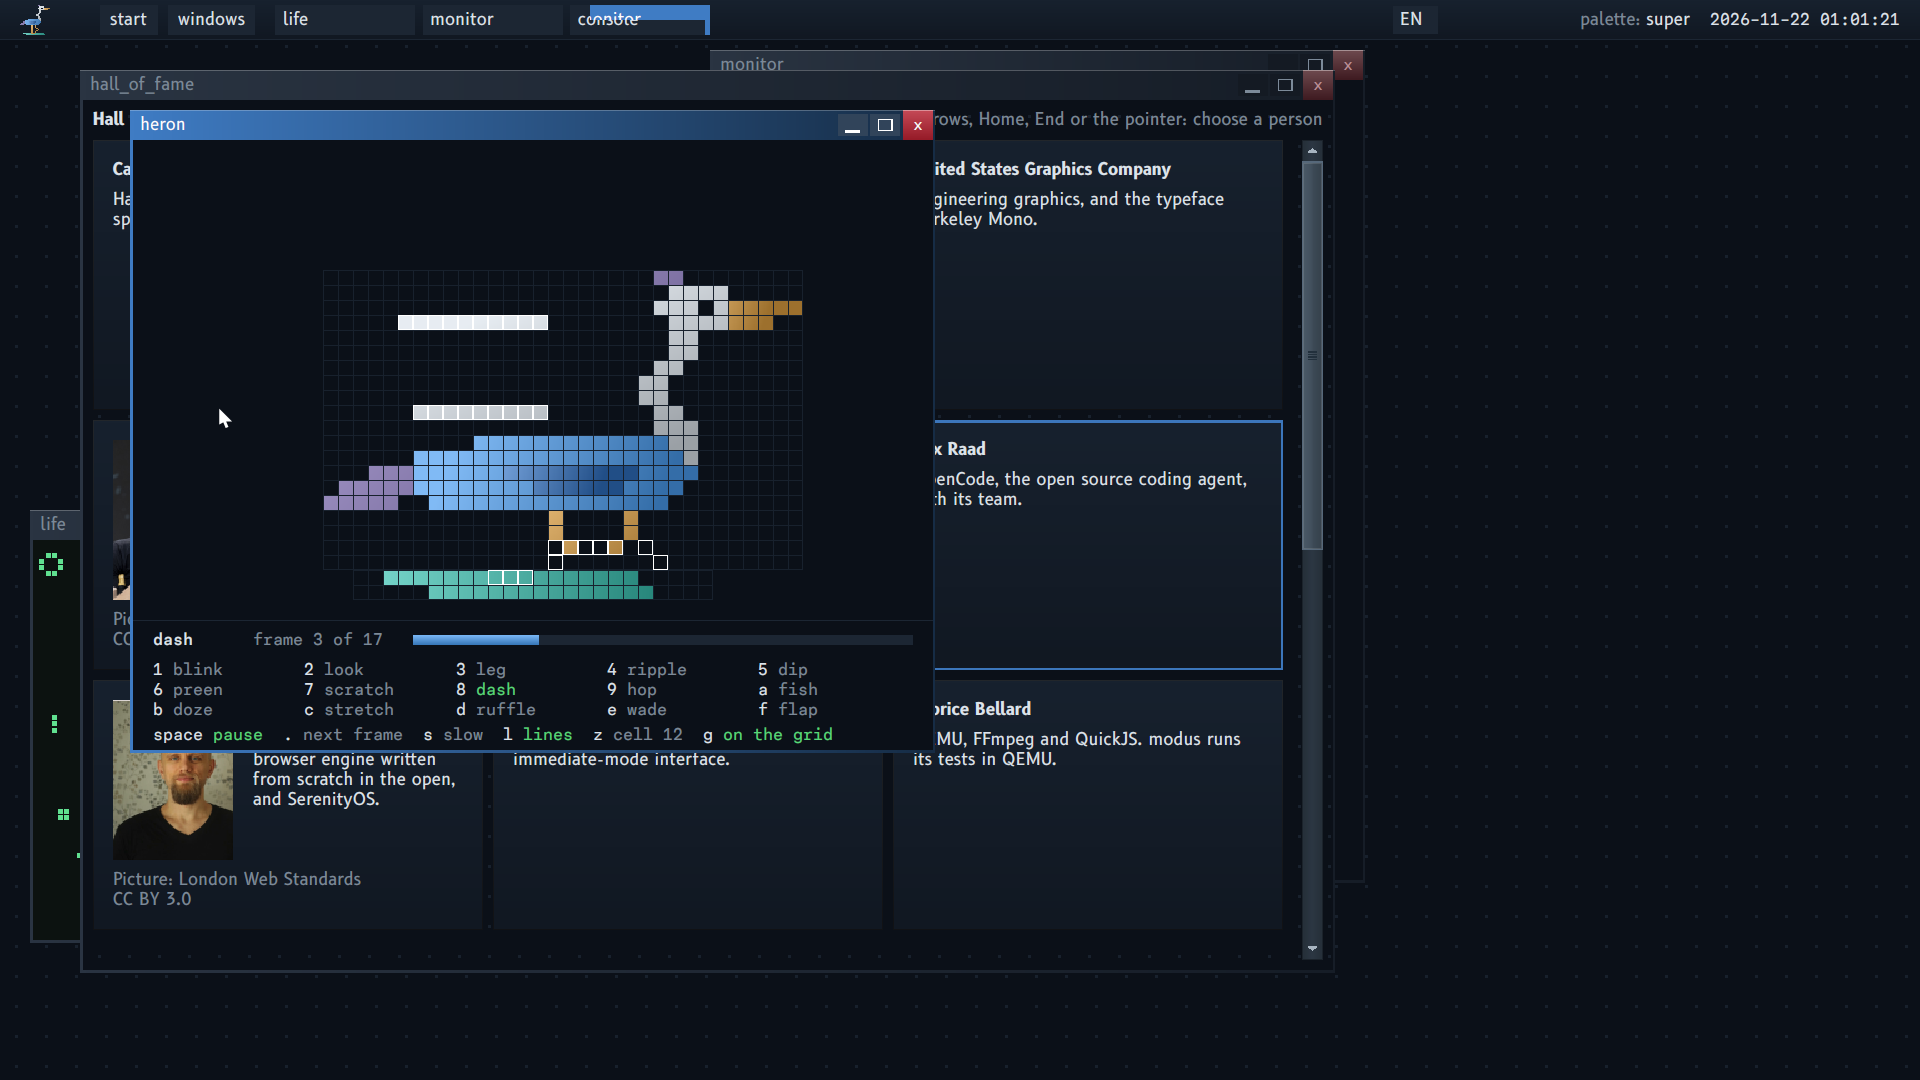 start windows life monitor EN palette: super 2026-11-22 01:01:21
monitor
x
hall_of_fame
x
Hall
rows, Home, End or the pointer: choose a person
heron
x
Ca
Ha
sp
ited States Graphics Company
gineering graphics, and the typeface
rkeley Mono.
x Raad
enCode, the open source coding agent,
h its team.
life
Pic
CC
dash frame 3 of 17
1 blink 2 look 3 leg 4 ripple 5 dip
6 preen 7 scratch 8 dash 9 hop a fish
b doze c stretch d ruffle e wade f flap
space pause . next frame s slow l lines z cell 12 g on the grid
browser engine written
from scratch in the open,
and SerenityOS.
Picture: London Web Standards
CC BY 3.0
immediate-mode interface.
brice Bellard
MU, FFmpeg and QuickJS. modus runs
its tests in QEMU.